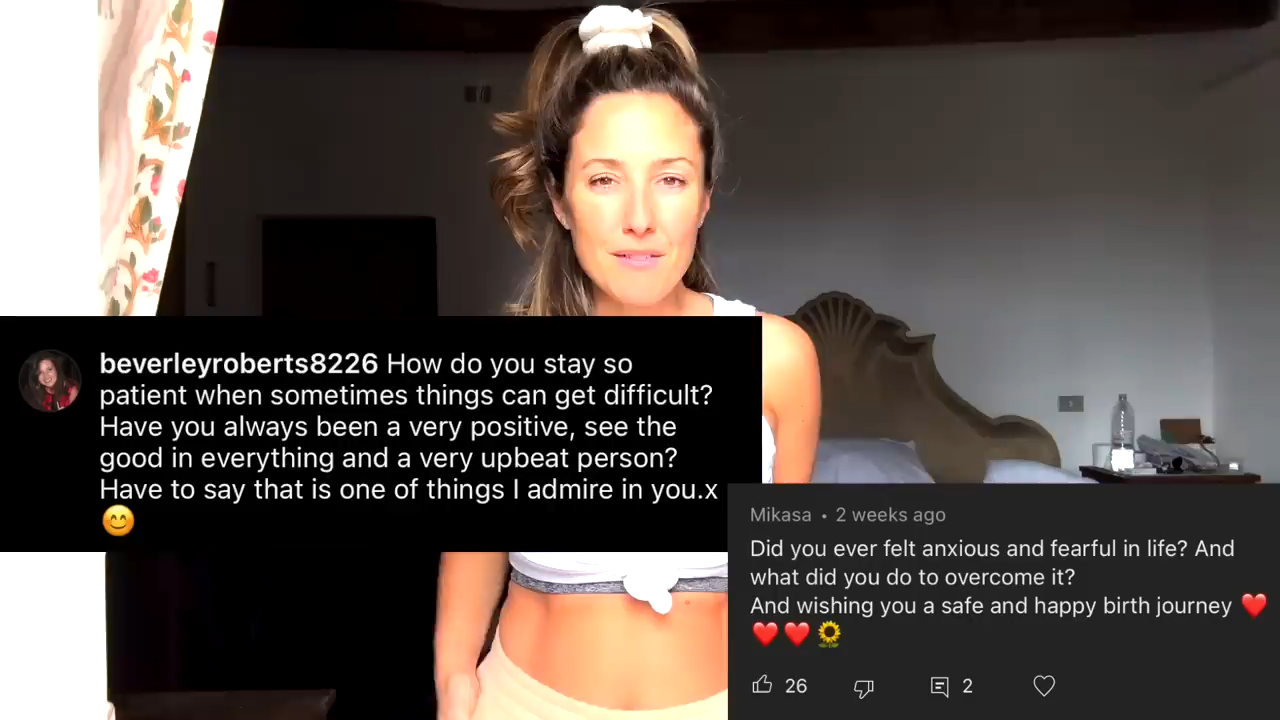 beverleyroberts8226 How do you stay so
patient when sometimes things can get difficult?
Have you always been a very positive, see the
good in everything and a very upbeat person?
Have to say that is one of things I admire in you.x
😊
Mikasa • 2 weeks ago
Did you ever felt anxious and fearful in life? And
what did you do to overcome it?
And wishing you a safe and happy birth journey ❤️
❤️❤️🌻
26
2